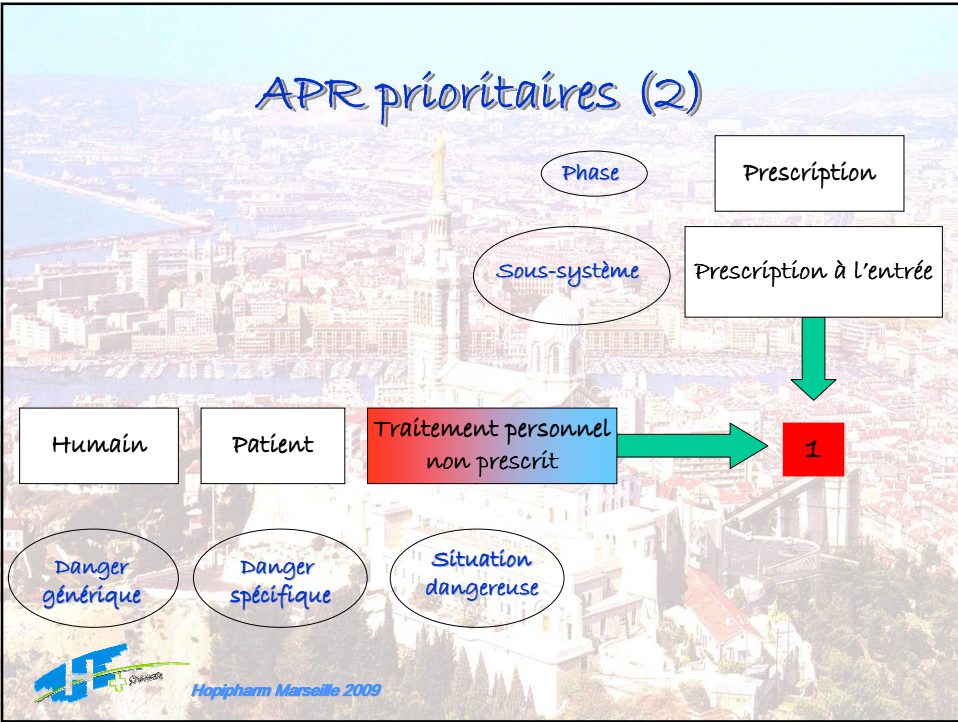 APR prioritaires (2)
Phase
Prescription
Sous-système
Prescription à l'entrée
Humain
Patient
Traitement personnel
non prescrit
1
Danger
générique
Danger
spécifique
Situation
dangereuse
Hopipharm Marseille 2009